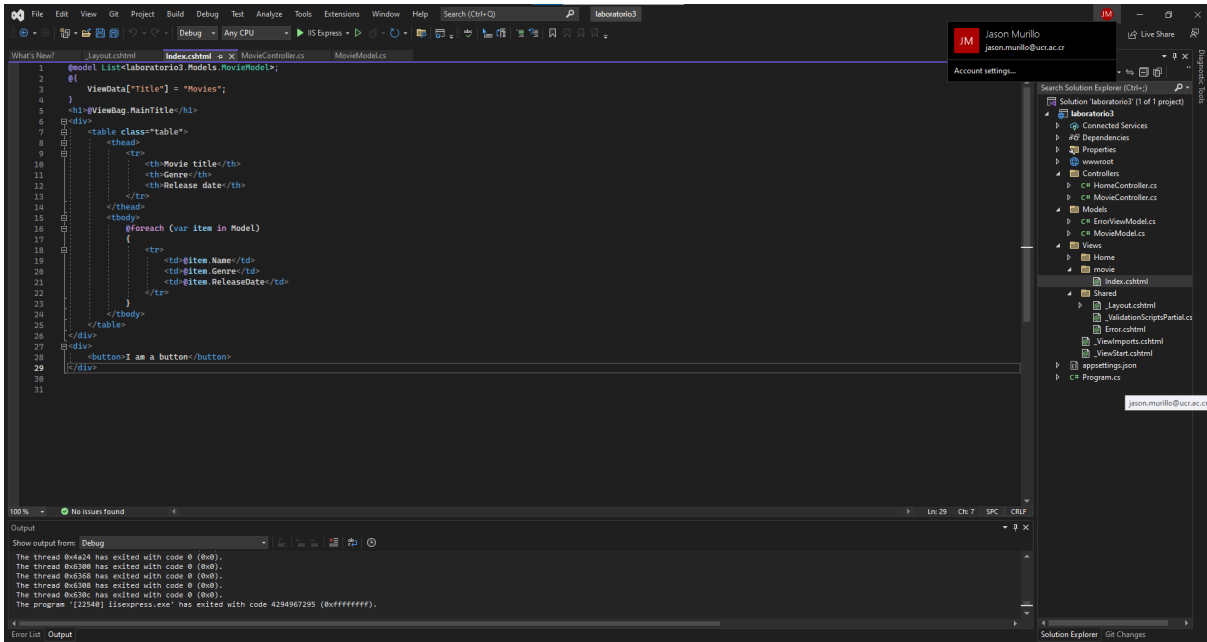 File Edit View Git Project Build Debug Test Analyze Tools Extensions Window Help Search (Ctrl+Q) laboratorio3 JM
Debug Any CPU IIS Express Live Share
JM Jason Murillo
jason.murillo@ucr.ac.cr
Account settings...
What's New? _Layout.cshtml Index.cshtml MovieController.cs MovieModel.cs
1 @model List<laboratorio3.Models.MovieModel>;
2 @{
3 ViewData["Title"] = "Movies";
4 }
5 <h1>@ViewBag.MainTitle</h1>
6 <div>
7 <table class="table">
8 <thead>
9 <tr>
10 <th>Movie title</th>
11 <th>Genre</th>
12 <th>Release date</th>
13 </tr>
14 </thead>
15 <tbody>
16 @foreach (var item in Model)
17 {
18 <tr>
19 <td>@item.Name</td>
20 <td>@item.Genre</td>
21 <td>@item.ReleaseDate</td>
22 </tr>
23 }
24 </tbody>
25 </table>
26 </div>
27 <div>
28 <button>I am a button</button>
29 </div>
30
31
100 % No issues found Ln: 29 Ch: 7 SPC CRLF
Output
Show output from: Debug
The thread 0x4a24 has exited with code 0 (0x0).
The thread 0x6300 has exited with code 0 (0x0).
The thread 0x6368 has exited with code 0 (0x0).
The thread 0x6308 has exited with code 0 (0x0).
The thread 0x630c has exited with code 0 (0x0).
The program '[22540] iisexpress.exe' has exited with code 4294967295 (0xffffffff).
Error List Output
Search Solution Explorer (Ctrl+;)
Solution 'laboratorio3' (1 of 1 project)
laboratorio3
Connected Services
Dependencies
Properties
wwwroot
Controllers
C# HomeController.cs
C# MovieController.cs
Models
C# ErrorViewModel.cs
C# MovieModel.cs
Views
Home
movie
Index.cshtml
Shared
_Layout.cshtml
_ValidationScriptsPartial.cs
Error.cshtml
_ViewImports.cshtml
_ViewStart.cshtml
appsettings.json
C# Program.cs
jason.murillo@ucr.ac.c
Solution Explorer Git Changes
Diagnostic Tools